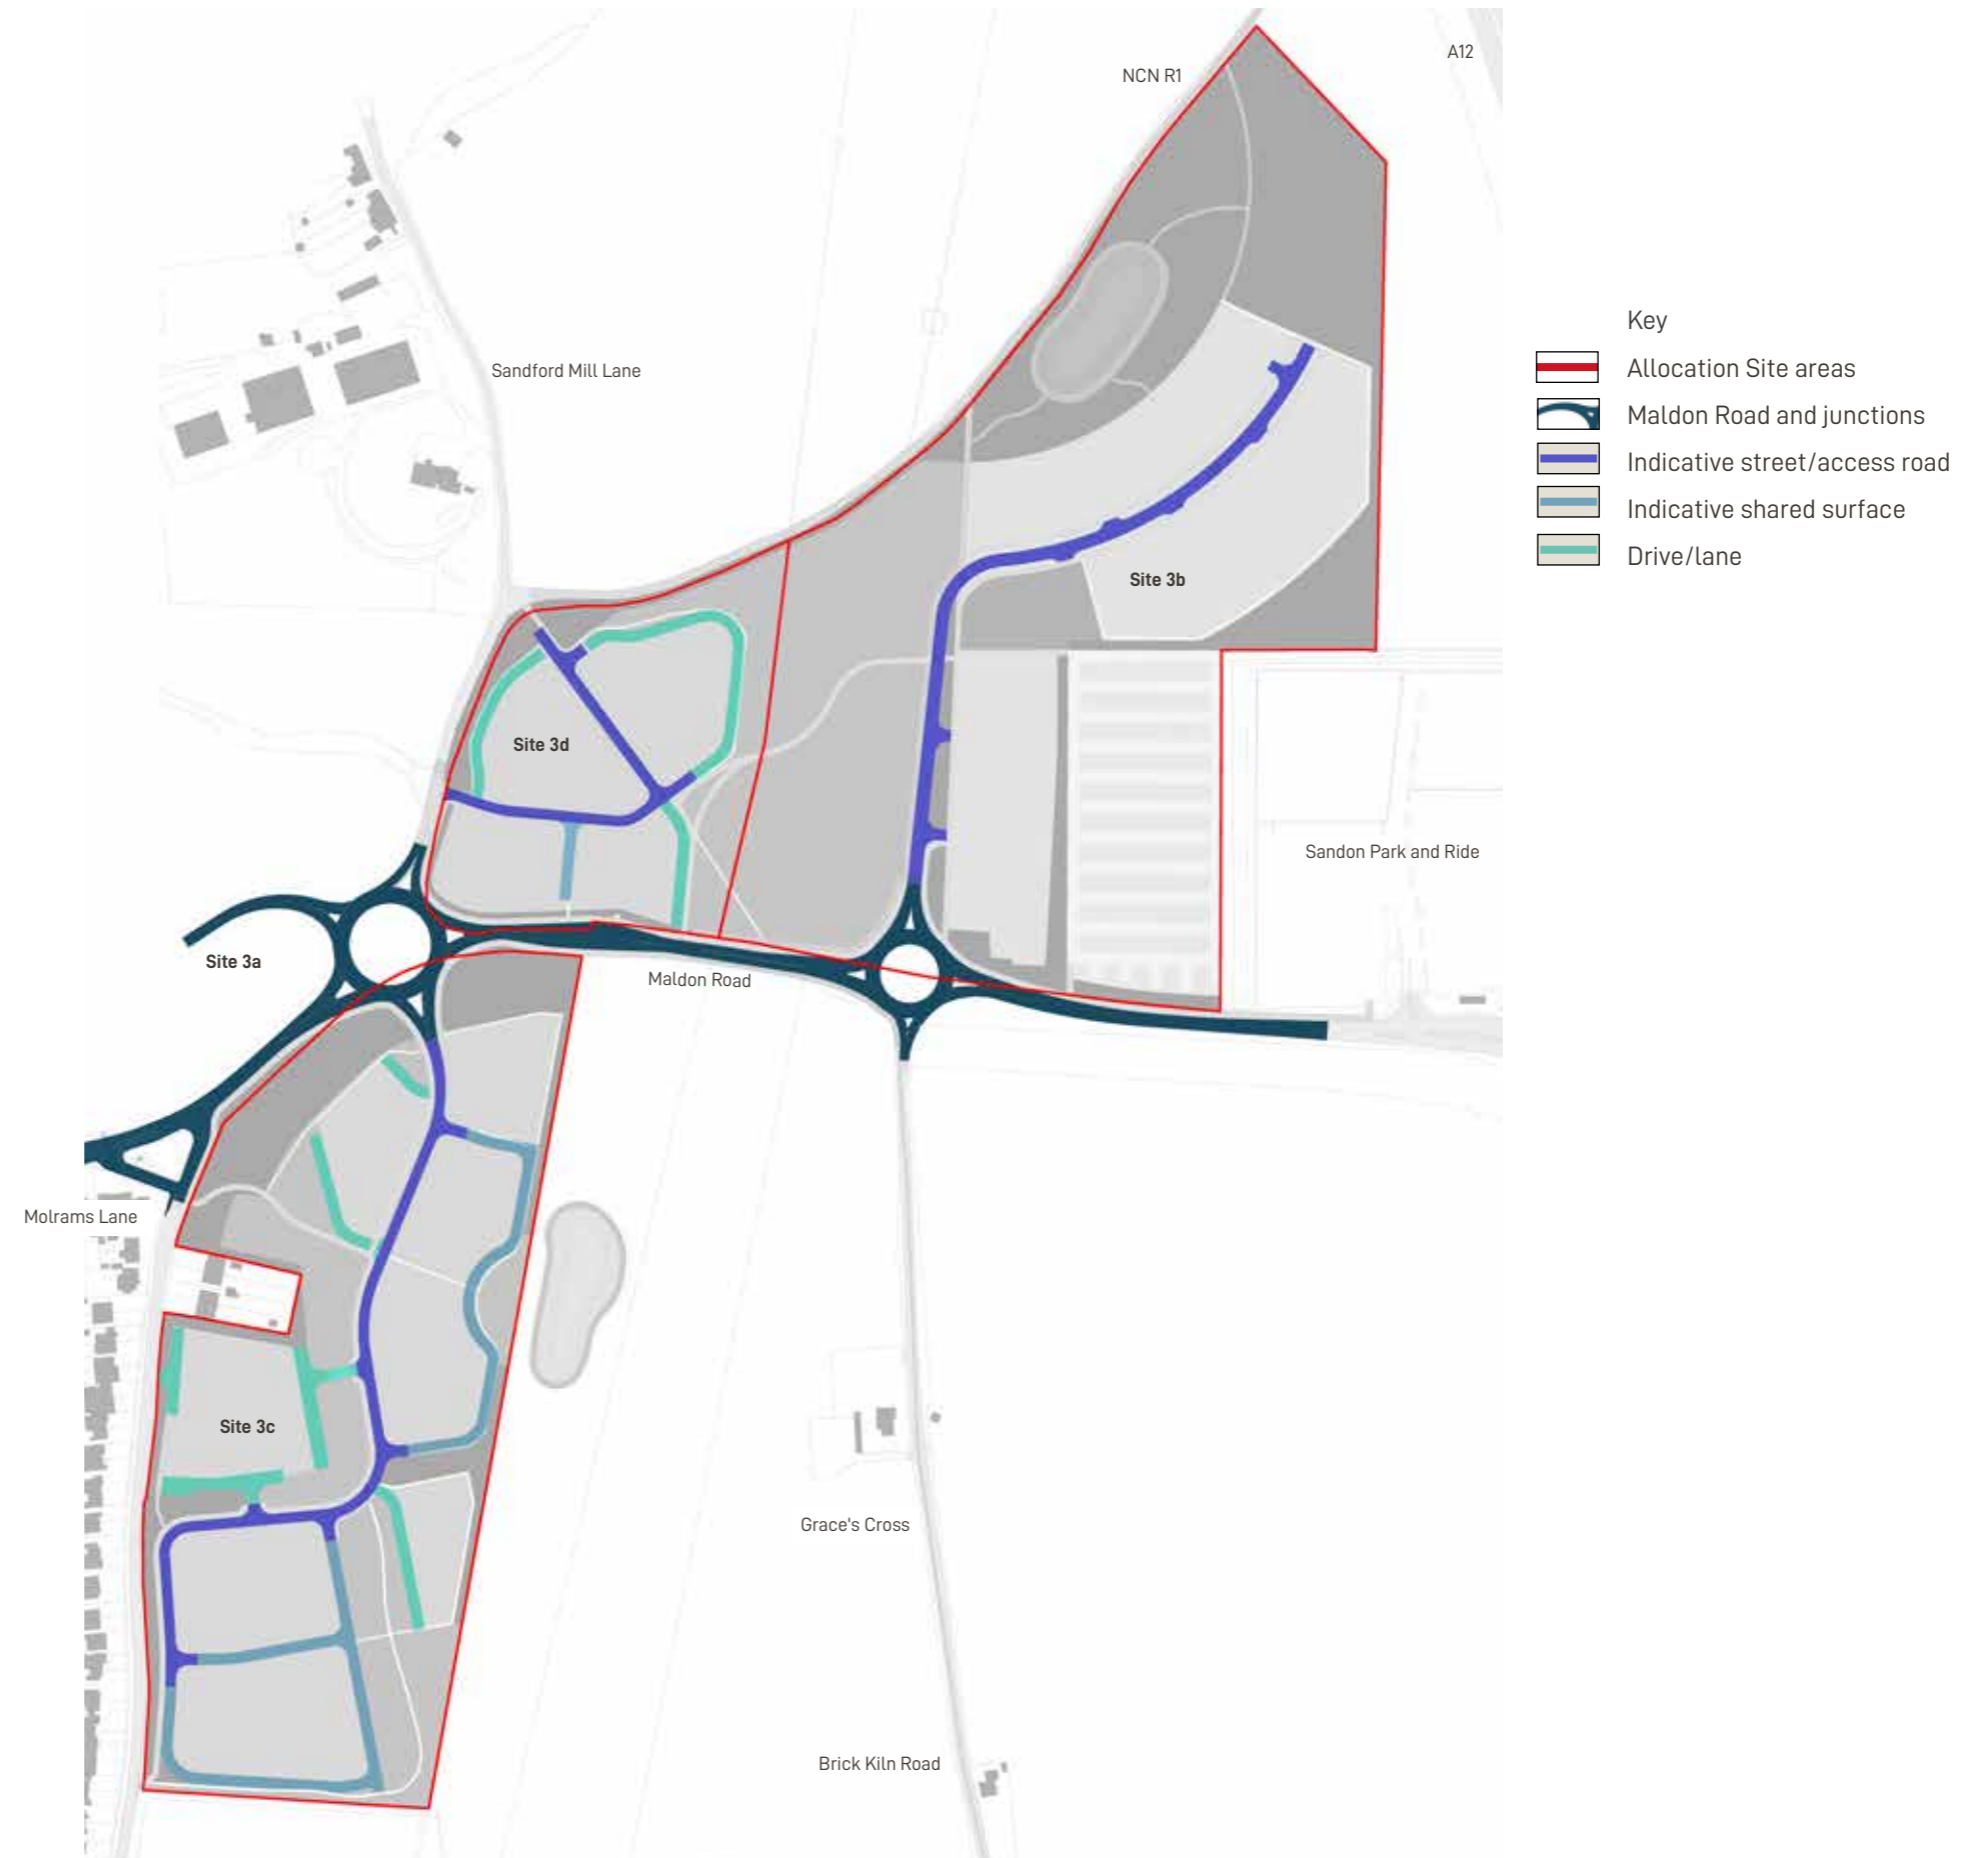 A12
NCN R1
Key
Allocation Site areas
Maldon Road and junctions
Indicative street/access road
Indicative shared surface
Drive/lane
Sandford Mill Lane
Site 3b
Site 3d
Sandon Park and Ride
Site 3a
Maldon Road
Molrams Lane
Site 3c
Grace's Cross
Brick Kiln Road